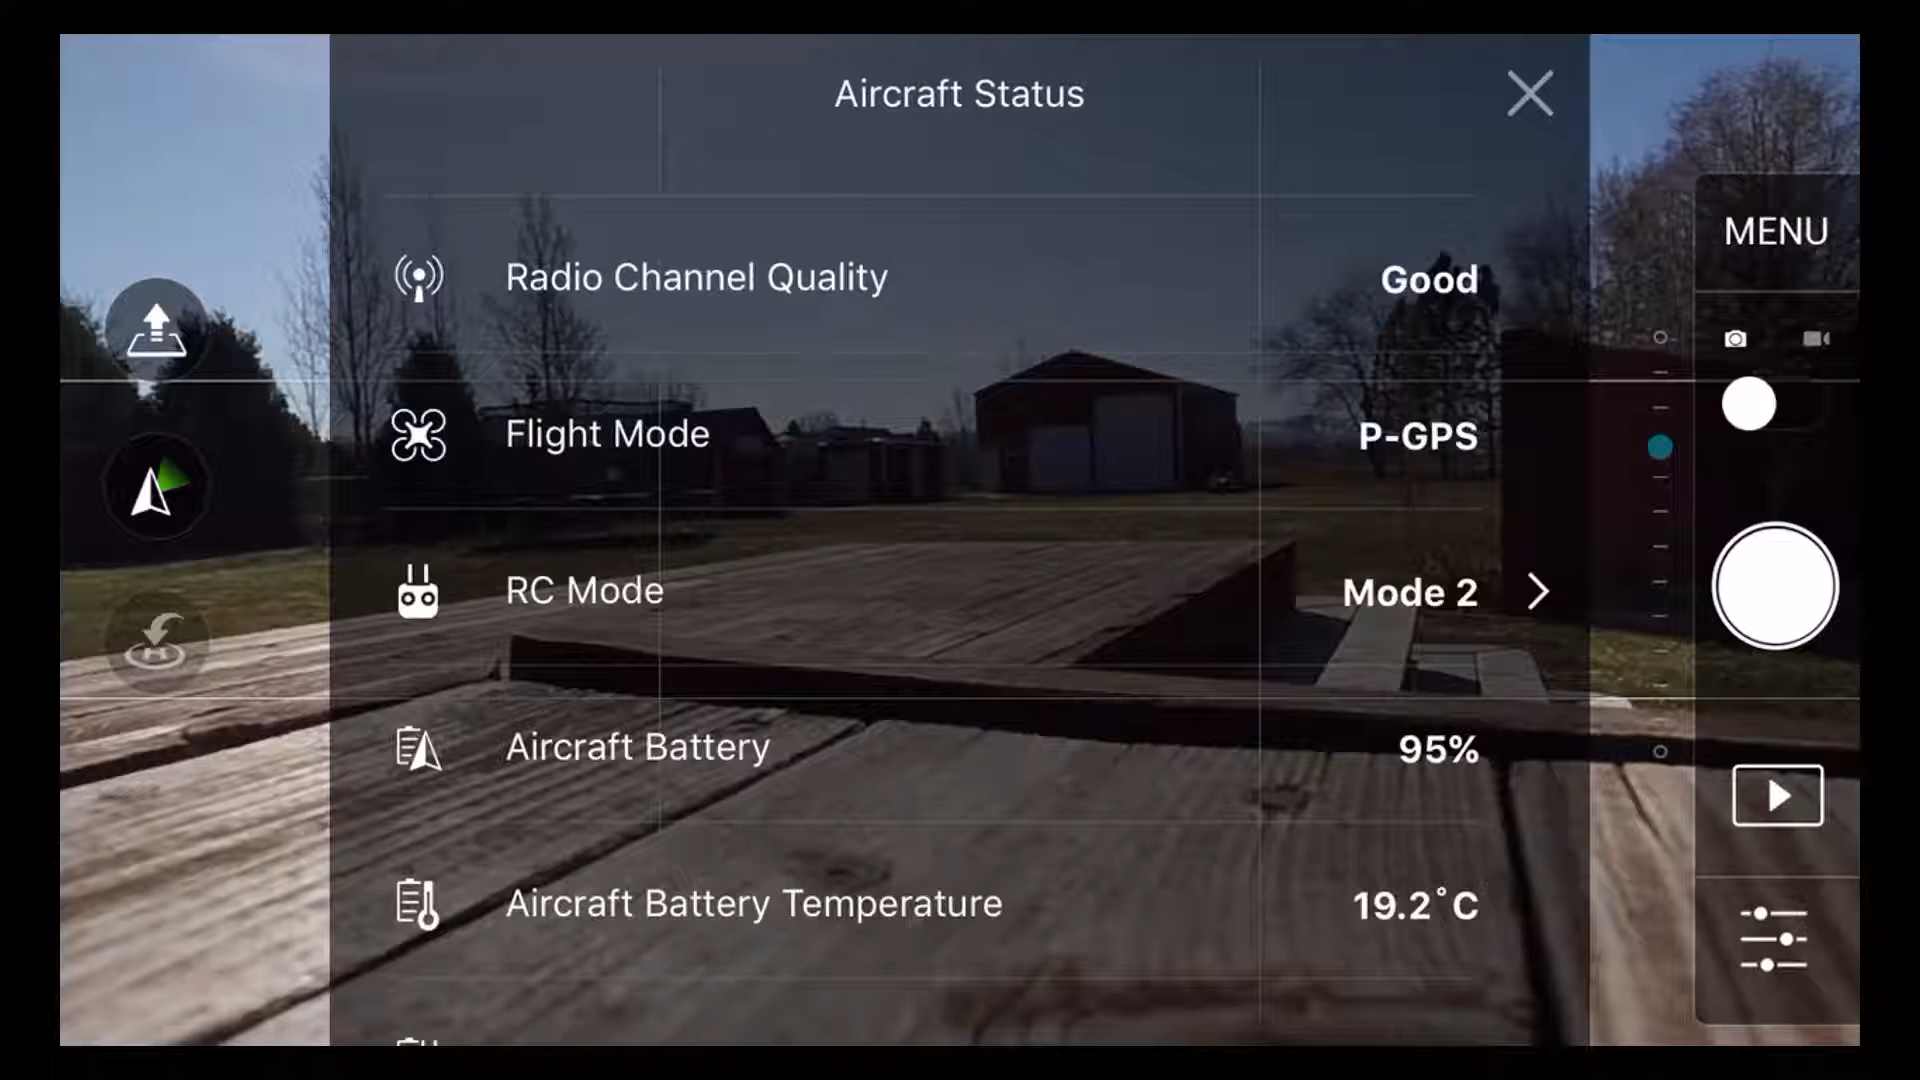 Aircraft Status
MENU
Radio Channel Quality Good
Flight Mode P-GPS
RC Mode Mode 2
Aircraft Battery 95%
Aircraft Battery Temperature 19.2°C